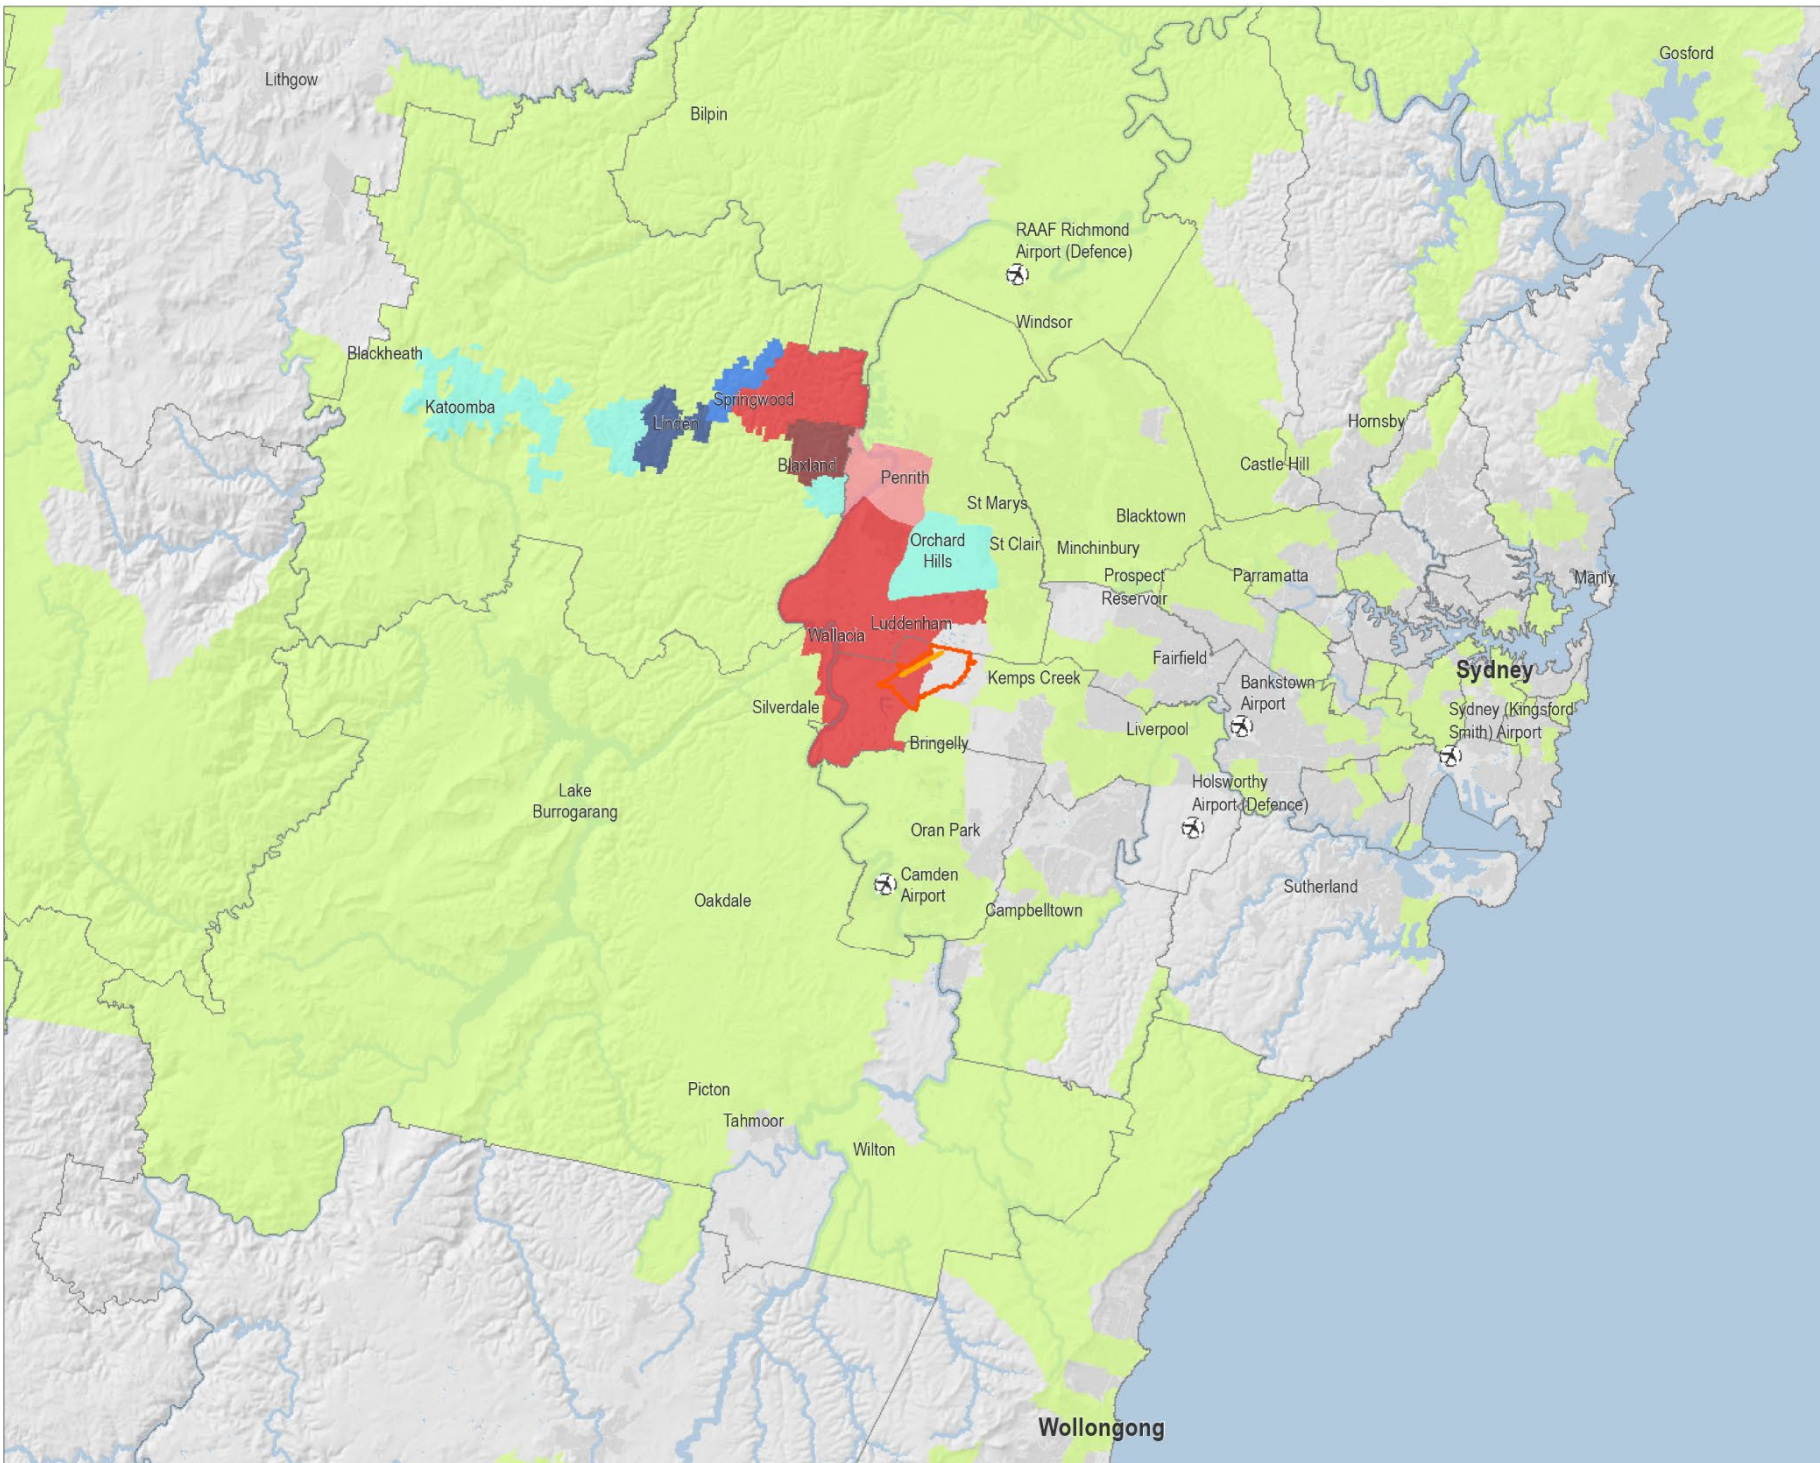 Gosford
Lithgow
Bilpin
RAAF Richmond
Airport (Defence)
Windsor
Blackheath
Katoomba
Springwood
Linden
Hornsby
Blaxland
Penrith
Castle Hill
St Marys
Blacktown
Orchard
Hills
St Clair
Minchinbury
Prospect
Reservoir
Parramatta
Manly
Luddenham
Wallacia
Fairfield
Sydney
Kemps Creek
Bankstown
Airport
Silverdale
Sydney (Kingsford
Smith) Airport
Liverpool
Bringelly
Holsworthy
Airport (Defence)
Lake
Burrogarang
Oran Park
Camden
Airport
Sutherland
Oakdale
Campbelltown
Picton
Tahmoor
Wilton
Wollongong